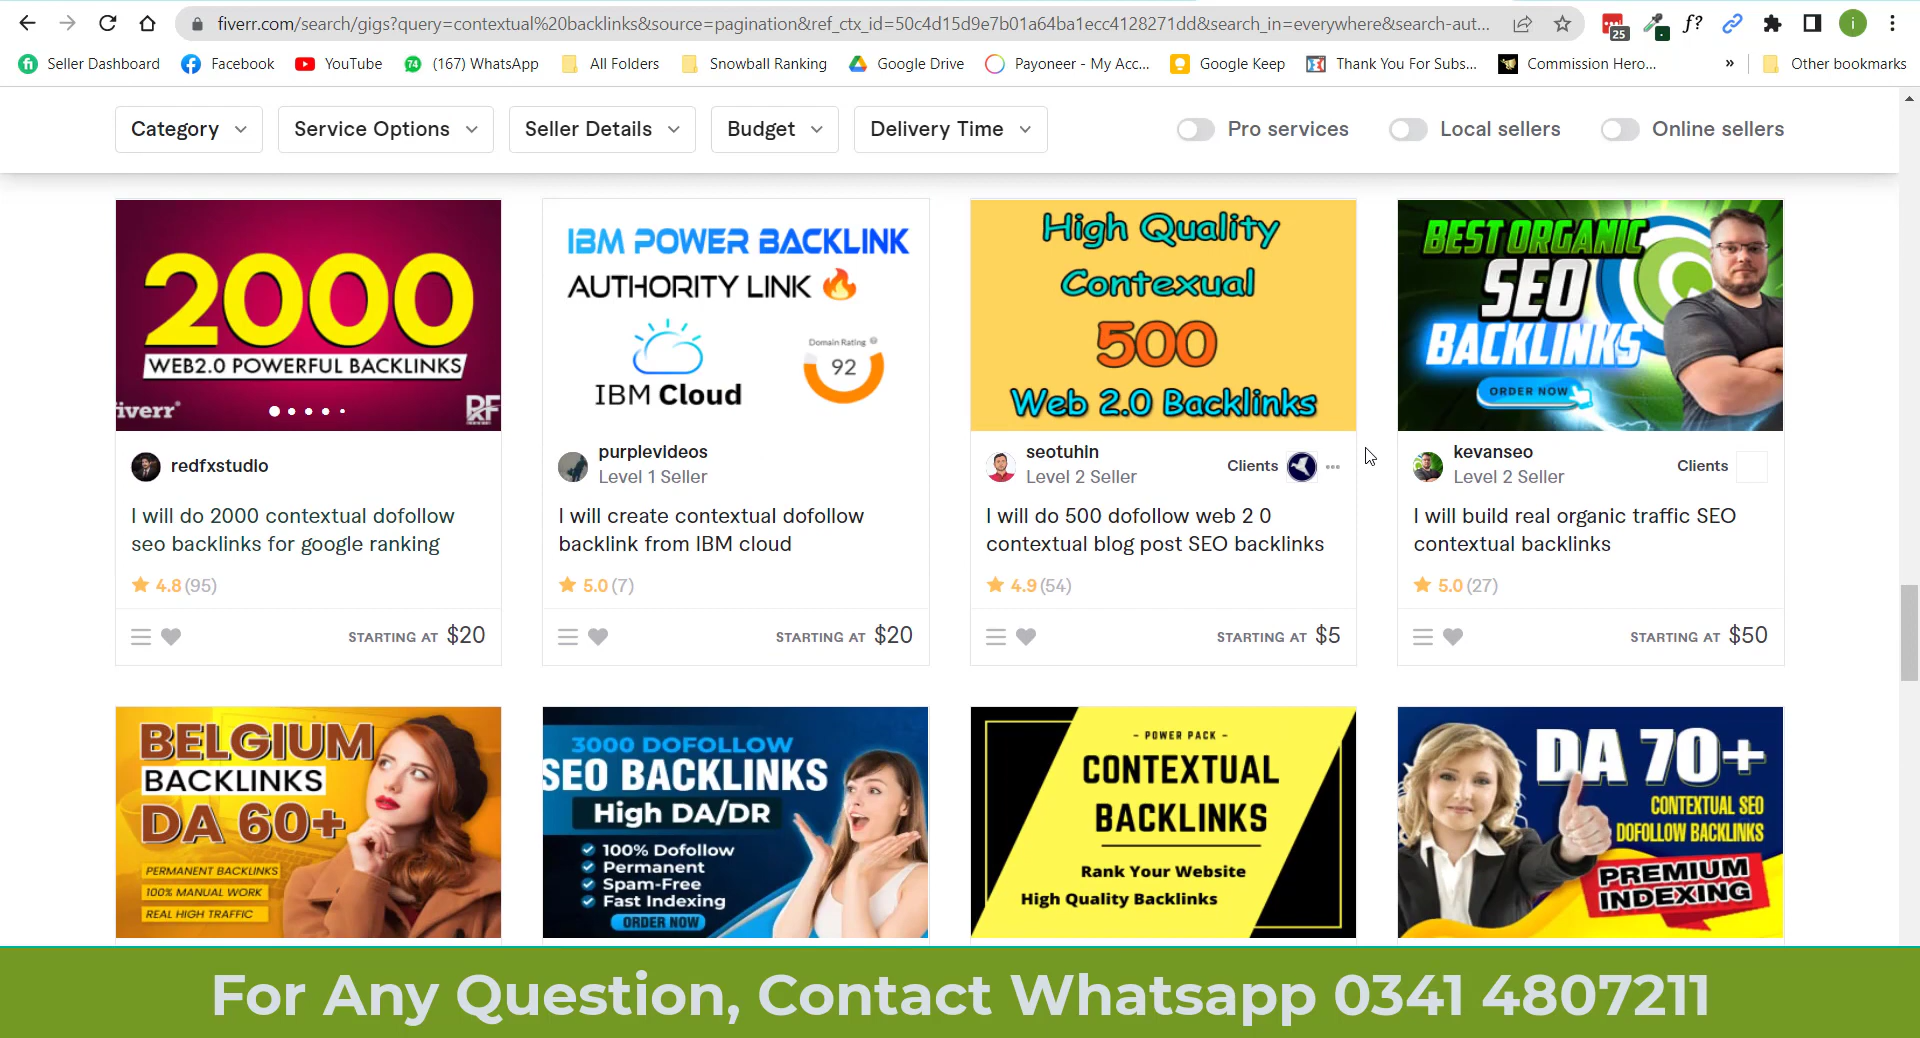 fiverr.com/search/gigs?query=contextual%20backlinks&source=pagination&ref_ctx_id=50c4d15d9e7b01a64ba1ecc4128271dd&search_in=everywhere&search-aut...
25
f?
i
Seller Dashboard
Facebook
YouTube
74
(167) WhatsApp
All Folders
Snowball Ranking
Google Drive
Payoneer - My Acc...
Google Keep
Thank You For Subs...
Commission Hero...
»
Other bookmarks
Category
Service Options
Seller Details
Budget
Delivery Time
Pro services
Local sellers
Online sellers
2000
WEB2.0 POWERFUL BACKLINKS
iverr
RF
redfxstudio
I will do 2000 contextual dofollow
seo backlinks for google ranking
4.8 (95)
STARTING AT $20
IBM POWER BACKLINK
AUTHORITY LINK
IBM Cloud
Domain Rating
92
purplevideos
Level 1 Seller
I will create contextual dofollow
backlink from IBM cloud
5.0 (7)
STARTING AT $20
High Quality
Contexual
500
Web 2.0 Backlinks
seotuhin
Level 2 Seller
Clients
I will do 500 dofollow web 2 0
contextual blog post SEO backlinks
4.9 (54)
STARTING AT $5
BEST ORGANIC
SEO
BACKLINKS
ORDER NOW
kevanseo
Level 2 Seller
Clients
I will build real organic traffic SEO
contextual backlinks
5.0 (27)
STARTING AT $50
BELGIUM
BACKLINKS
DA 60+
PERMANENT BACKLINKS
100% MANUAL WORK
REAL HIGH TRAFFIC
3000 DOFOLLOW
SEO BACKLINKS
High DA/DR
100% Dofollow
Permanent
Spam-Free
Fast Indexing
ORDER NOW
- POWER PACK -
CONTEXTUAL
BACKLINKS
Rank Your Website
High Quality Backlinks
DA 70+
CONTEXTUAL SEO
DOFOLLOW BACKLINKS
PREMIUM
INDEXING
For Any Question, Contact Whatsapp 0341 4807211